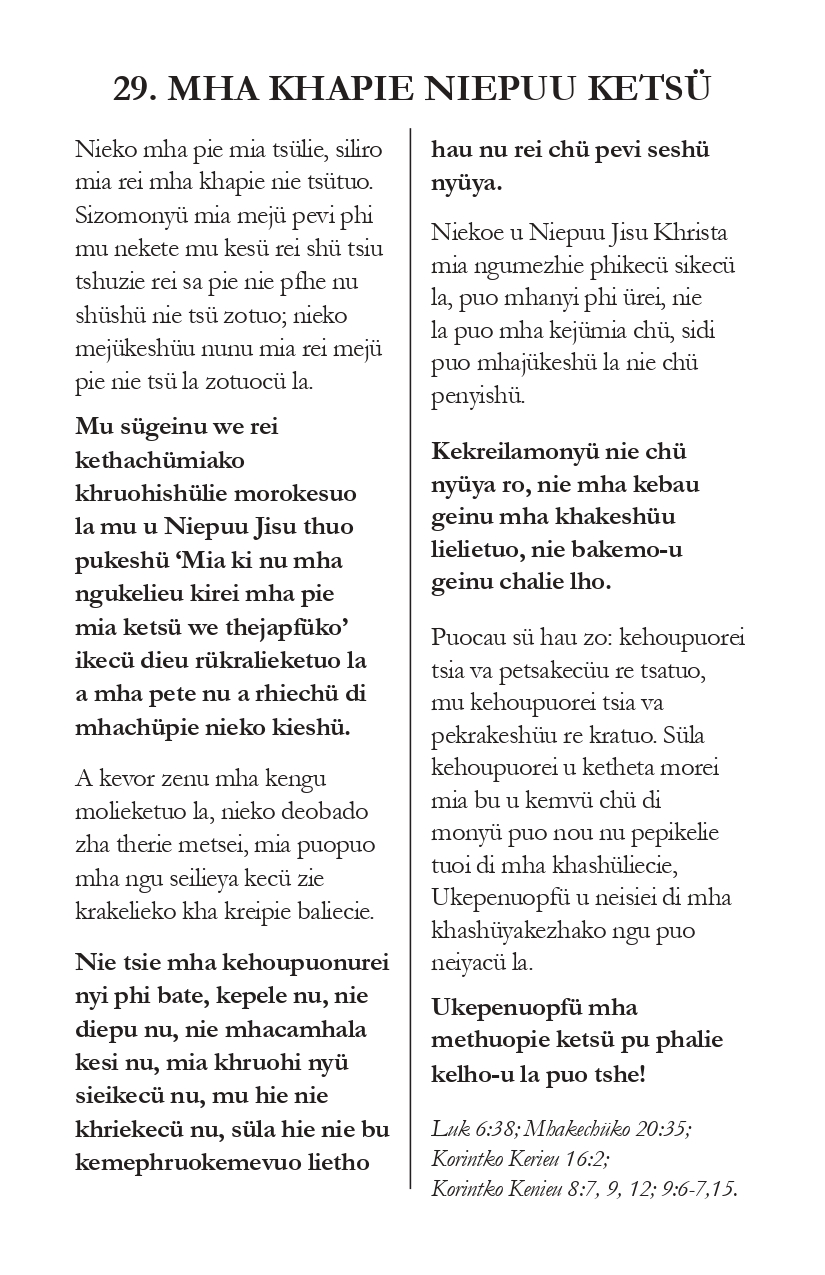 29. MHA KHAPIE NIEPUU KETSÜ
Nieko mha pie mia tsülie, siliro
mia rei mha khapie nie tsütuo.
Sizomonyü mia mejü pevi phi
mu nekete mu kesü rei shü tsiu
tshuzie rei sa pie nie pfhe nu
shüshü nie tsü zotuo; nieko
mejükeshüu nunu mia rei mejü
pie nie tsü la zotuocü la.
Mu sügeinu we rei
kethachümiako
khruohishülie morokesuo
la mu u Niepuu Jisu thuo
pukeshü ‘Mia ki nu mha
ngukelieu kirei mha pie
mia ketsü we thejapfüko’
ikecü dieu rükralieketuo la
a mha pete nu a rhiechü di
mhachüpie nieko kieshü.
A kevor zenu mha kengu
molieketuo la, nieko deobado
zha therie metsei, mia puopuo
mha ngu seilieya kecü zie
krakelieko kha kreipie baliecie.
Nie tsie mha kehoupuonurei
nyi phi bate, kepele nu, nie
diepu nu, nie mhacamhala
kesi nu, mia khruohi nyü
sieikecü nu, mu hie nie
khriekecü nu, süla hie nie bu
kemephruokemevuo lietho
hau nu rei chü pevi seshü
nyüya.
Niekoe u Niepuu Jisu Khrista
mia ngumezhie phikecü sikecü
la, puo mhanyi phi ürei, nie
la puo mha kejümia chü, sidi
puo mhajükeshü la nie chü
penyishü.
Kekreilamonyü nie chü
nyüya ro, nie mha kebau
geinu mha khakeshüu
lielietuo, nie bakemo-u
geinu chalie lho.
Puocau sü hau zo: kehoupuorei
tsia va petsakecüu re tsatuo,
mu kehoupuorei tsia va
pekrakeshüu re kratuo. Süla
kehoupuorei u ketheta morei
mia bu u kemvü chü di
monyü puo nou nu pepikelie
tuoi di mha khashüliecie,
Ukepenuopfü u neisiei di mha
khashüyakezhako ngu puo
neiyacü la.
Ukepenuopfü mha
methuopie ketsü pu phalie
kelho-u la puo tshe!
Luk 6:38; Mhakechüko 20:35;
Korintko Kerieu 16:2;
Korintko Kenieu 8:7, 9, 12; 9:6-7,15.